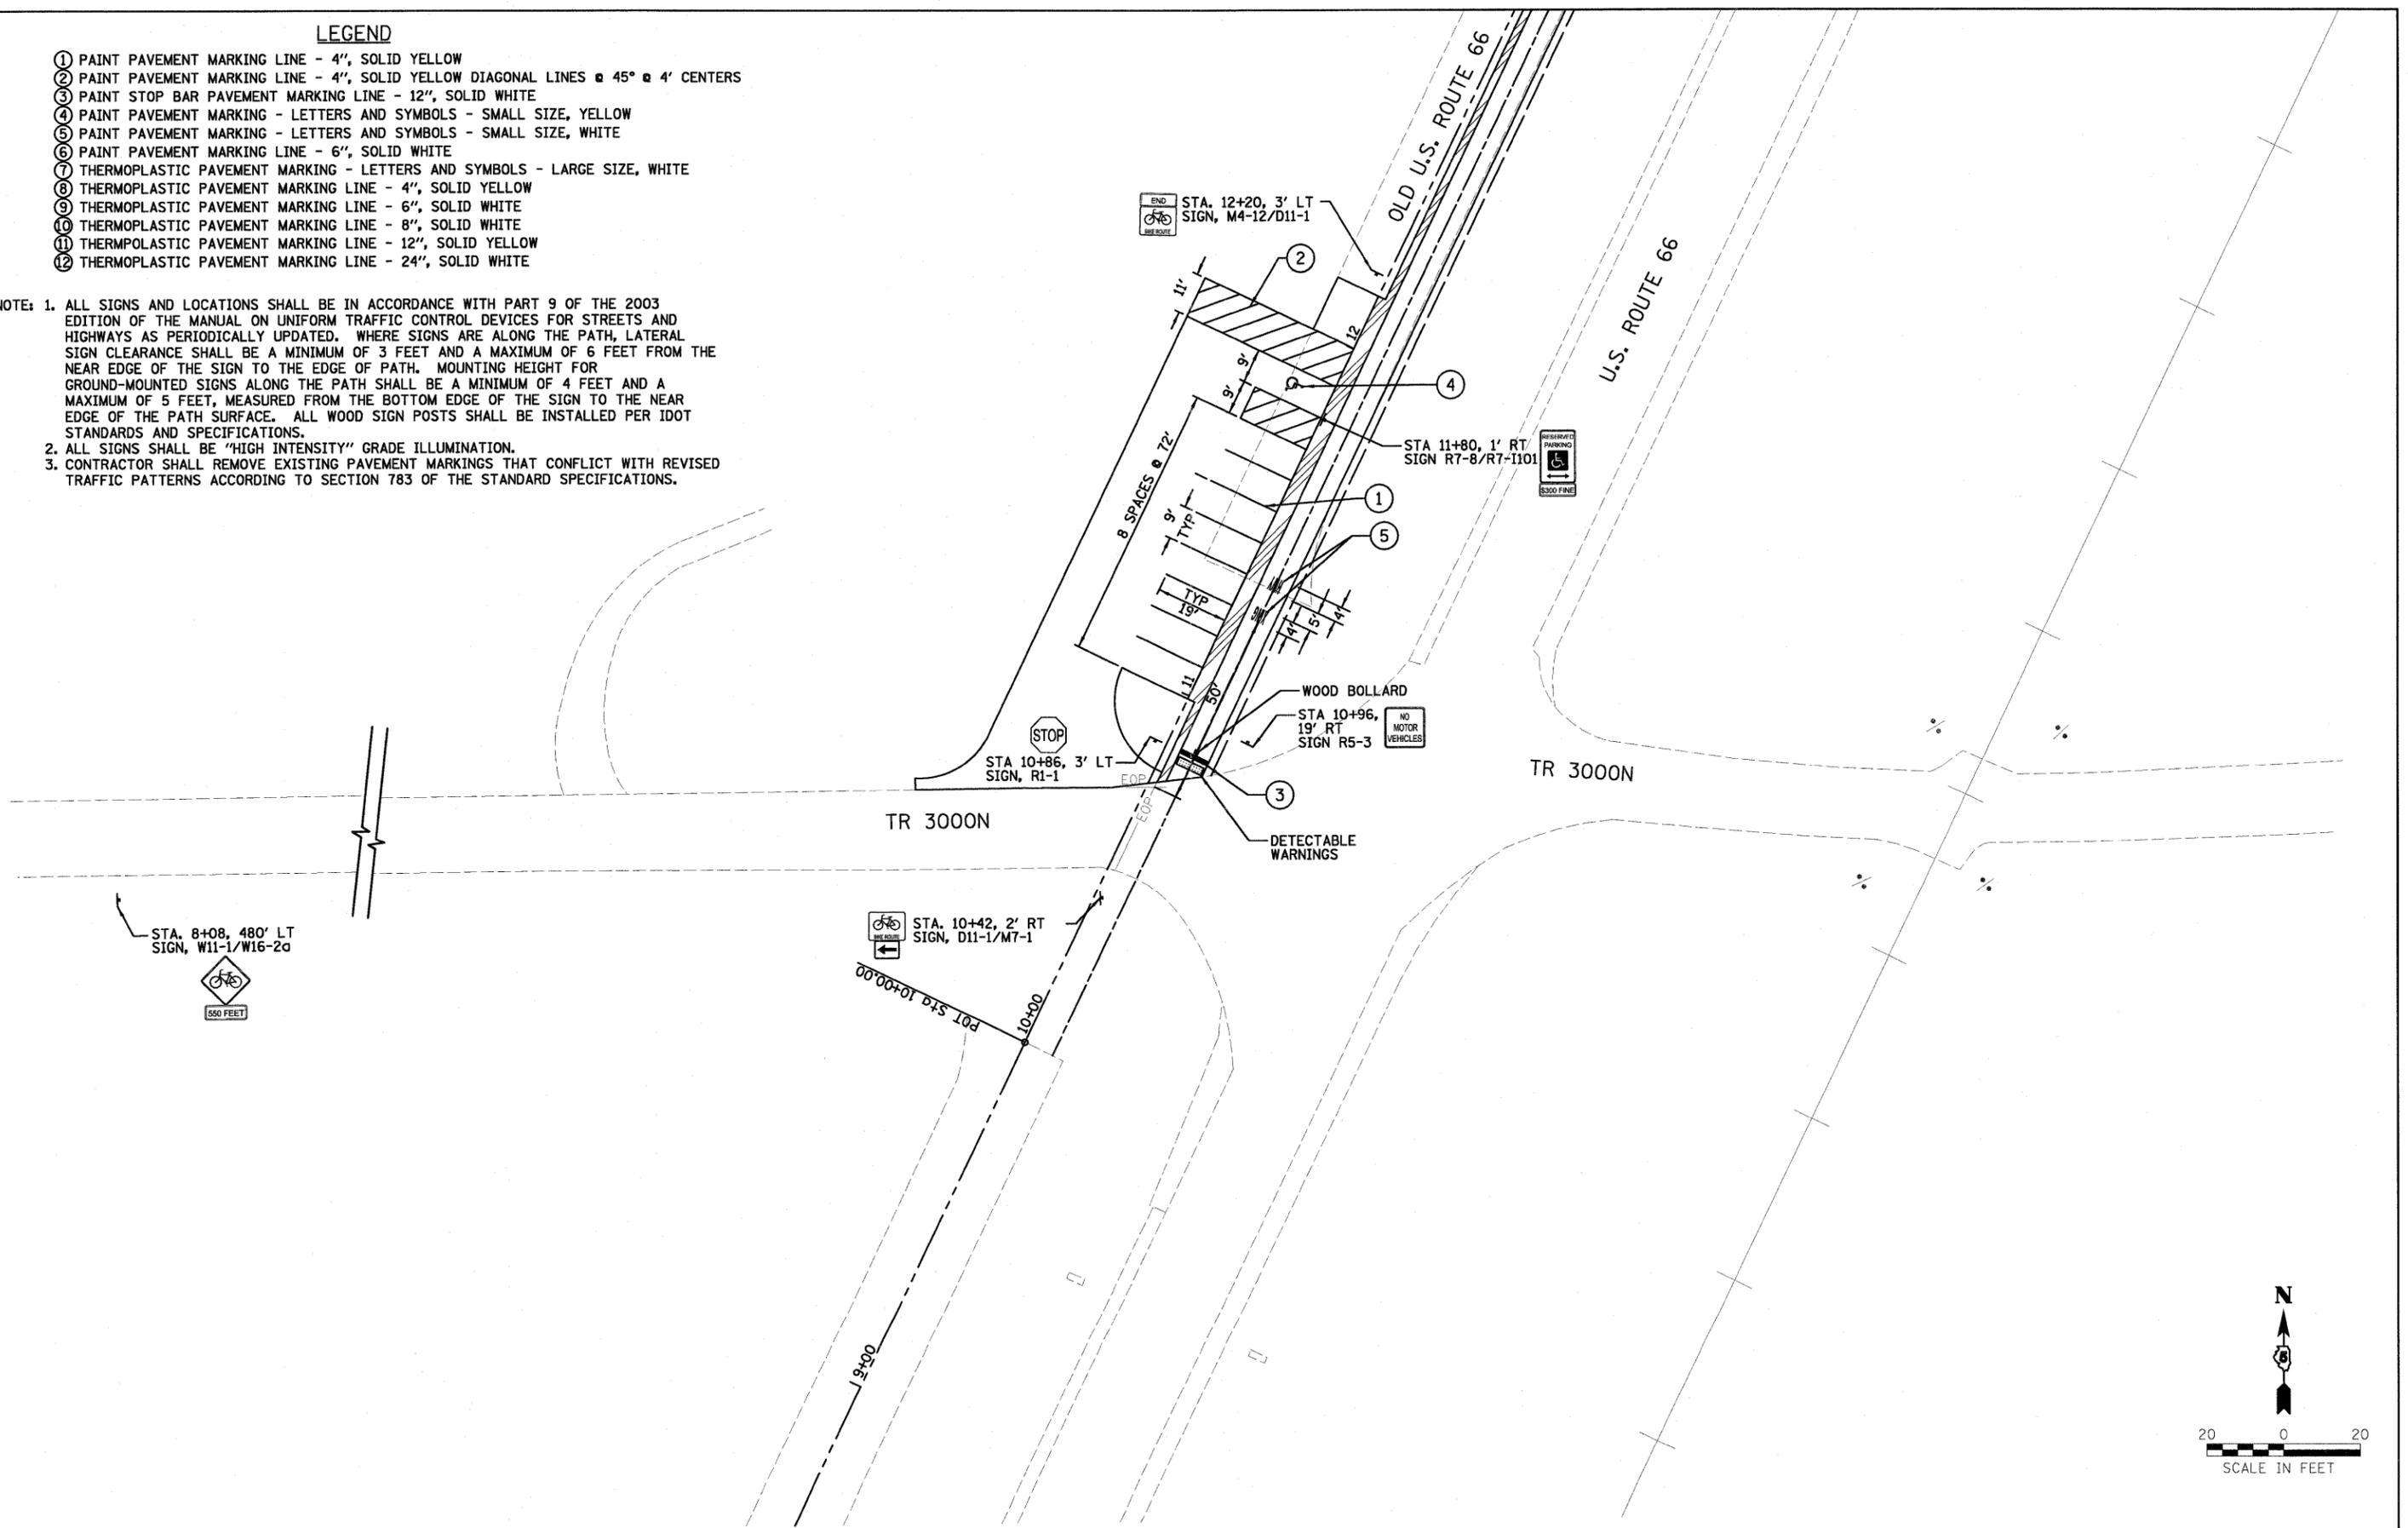 LEGEND
① PAINT PAVEMENT MARKING LINE - 4", SOLID YELLOW
② PAINT PAVEMENT MARKING LINE - 4", SOLID YELLOW DIAGONAL LINES @ 45° @ 4' CENTERS
③ PAINT STOP BAR PAVEMENT MARKING LINE - 12", SOLID WHITE
④ PAINT PAVEMENT MARKING - LETTERS AND SYMBOLS - SMALL SIZE, YELLOW
⑤ PAINT PAVEMENT MARKING - LETTERS AND SYMBOLS - SMALL SIZE, WHITE
⑥ PAINT PAVEMENT MARKING LINE - 6", SOLID WHITE
⑦ THERMOPLASTIC PAVEMENT MARKING - LETTERS AND SYMBOLS - LARGE SIZE, WHITE
⑧ THERMOPLASTIC PAVEMENT MARKING LINE - 4", SOLID YELLOW
⑨ THERMOPLASTIC PAVEMENT MARKING LINE - 6", SOLID WHITE
⑩ THERMOPLASTIC PAVEMENT MARKING LINE - 8", SOLID WHITE
⑪ THERMPOLASTIC PAVEMENT MARKING LINE - 12", SOLID YELLOW
⑫ THERMOPLASTIC PAVEMENT MARKING LINE - 24", SOLID WHITE
NOTE: 1. ALL SIGNS AND LOCATIONS SHALL BE IN ACCORDANCE WITH PART 9 OF THE 2003
EDITION OF THE MANUAL ON UNIFORM TRAFFIC CONTROL DEVICES FOR STREETS AND
HIGHWAYS AS PERIODICALLY UPDATED. WHERE SIGNS ARE ALONG THE PATH, LATERAL
SIGN CLEARANCE SHALL BE A MINIMUM OF 3 FEET AND A MAXIMUM OF 6 FEET FROM THE
NEAR EDGE OF THE SIGN TO THE EDGE OF PATH. MOUNTING HEIGHT FOR
GROUND-MOUNTED SIGNS ALONG THE PATH SHALL BE A MINIMUM OF 4 FEET AND A
MAXIMUM OF 5 FEET, MEASURED FROM THE BOTTOM EDGE OF THE SIGN TO THE NEAR
EDGE OF THE PATH SURFACE. ALL WOOD SIGN POSTS SHALL BE INSTALLED PER IDOT
STANDARDS AND SPECIFICATIONS.
2. ALL SIGNS SHALL BE "HIGH INTENSITY" GRADE ILLUMINATION.
3. CONTRACTOR SHALL REMOVE EXISTING PAVEMENT MARKINGS THAT CONFLICT WITH REVISED
TRAFFIC PATTERNS ACCORDING TO SECTION 783 OF THE STANDARD SPECIFICATIONS.
OLD U.S. ROUTE 66
U.S. ROUTE 66
END
BIKE ROUTE
STA. 12+20, 3' LT
SIGN, M4-12/D11-1
2
11'
12
9'
9'
4
STA 11+80, 1' RT
SIGN R7-8/R7-I101
RESERVED
PARKING
$300 FINE
8 SPACES @ 72'
9'
TYP
1
5
TYP
19'
BIKE
4'
5'
4'
11
50'
WOOD BOLLARD
STA 10+96,
19' RT
SIGN R5-3
NO
MOTOR
VEHICLES
STOP
STA 10+86, 3' LT
SIGN, R1-1
EOP
EOP
3
DETECTABLE
WARNINGS
TR 3000N
TR 3000N
STA. 8+08, 480' LT
SIGN, W11-1/W16-2a
550 FEET
BIKE ROUTE
STA. 10+42, 2' RT
SIGN, D11-1/M7-1
POT Sta 10+00.00
10+00
9+00
N
5
20 0 20
SCALE IN FEET